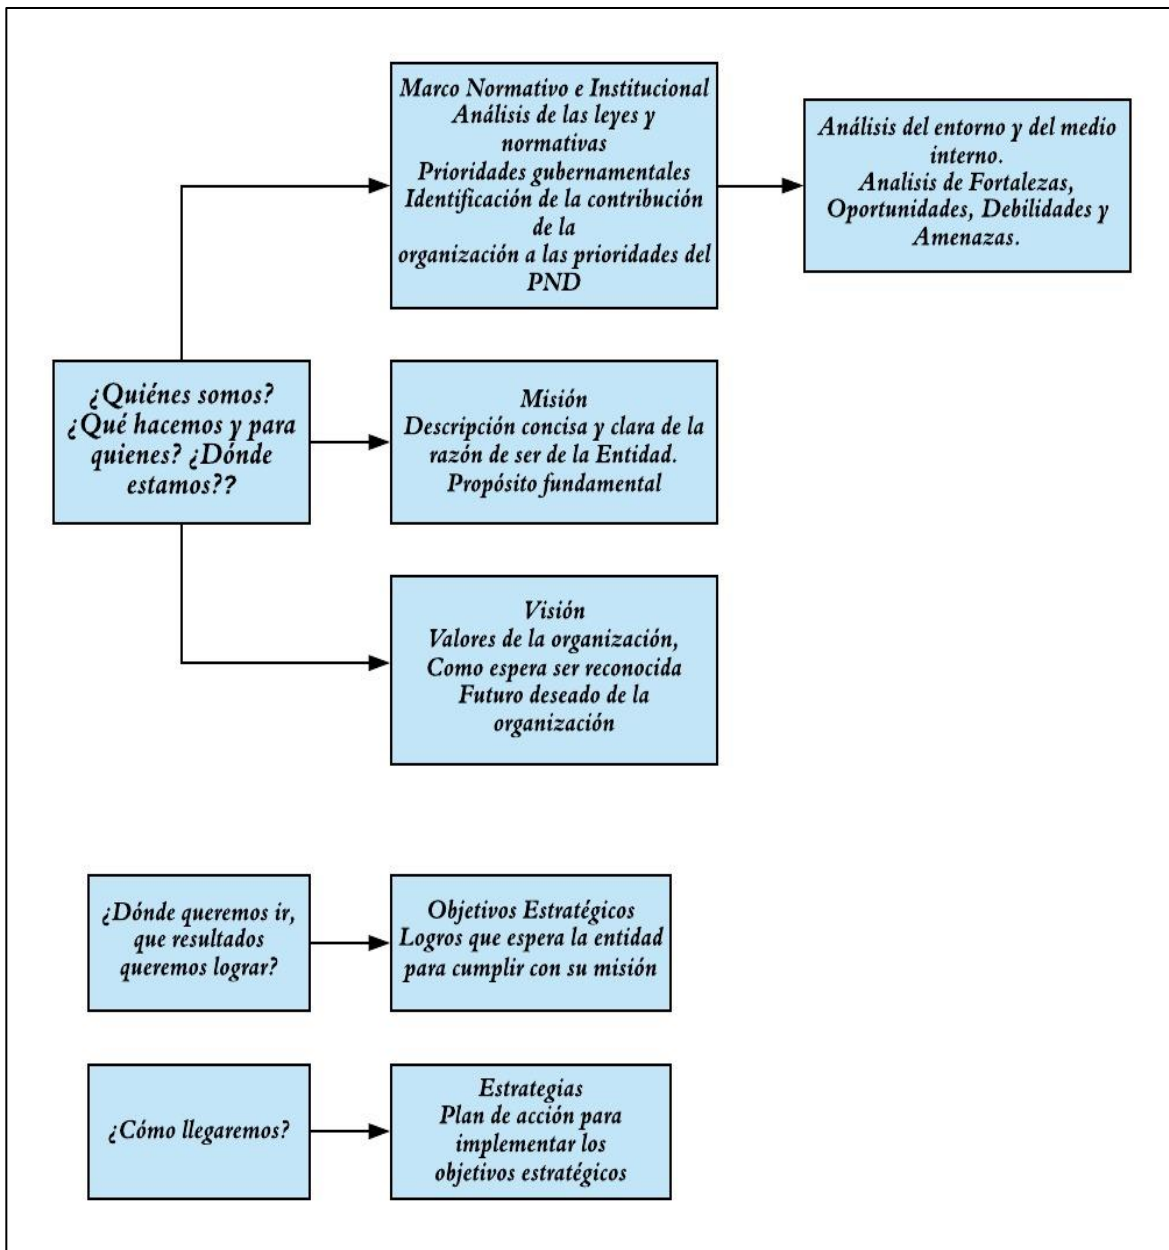 Marco Normativo e Institucional
Análisis de las leyes y
normativas
Prioridades gubernamentales
Identificación de la contribución
de la
organización a las prioridades del
PND
Análisis del entorno y del medio
interno.
Analisis de Fortalezas,
Oportunidades, Debilidades y
Amenazas.
¿Quiénes somos?
¿Qué hacemos y para
quienes? ¿Dónde
estamos??
Misión
Descripción concisa y clara de la
razón de ser de la Entidad.
Propósito fundamental
Visión
Valores de la organización,
Como espera ser reconocida
Futuro deseado de la
organización
¿Dónde queremos ir,
que resultados
queremos lograr?
Objetivos Estratégicos
Logros que espera la entidad
para cumplir con su misión
¿Cómo llegaremos?
Estrategias
Plan de acción para
implementar los
objetivos estratégicos